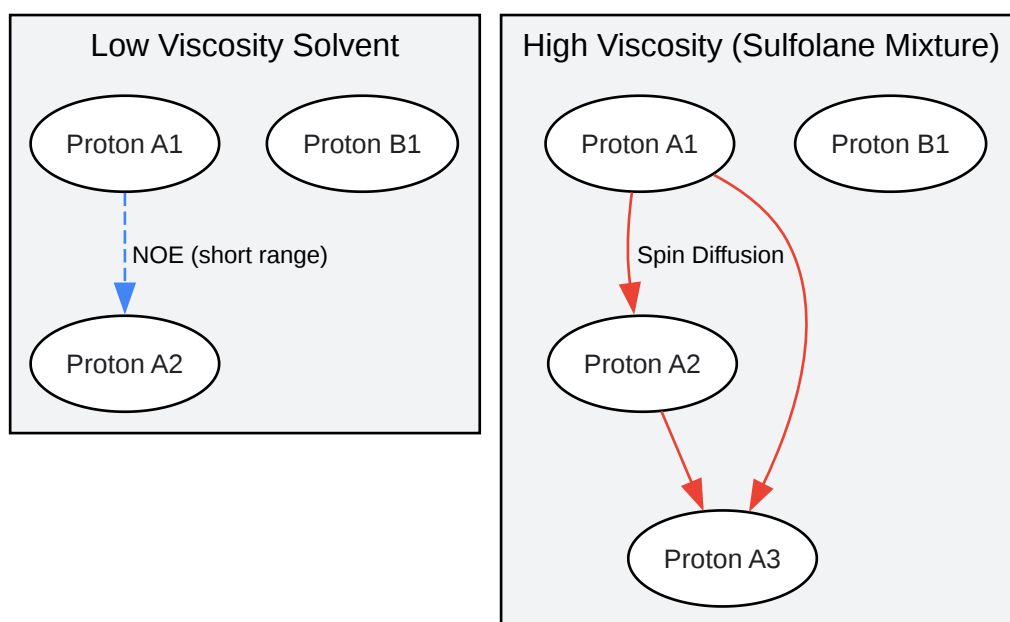 Low Viscosity Solvent
Proton A1
Proton B1
NOE (short range)
Proton A2
High Viscosity (Sulfolane Mixture)
Proton A1
Proton B1
Spin Diffusion
Proton A2
Proton A3